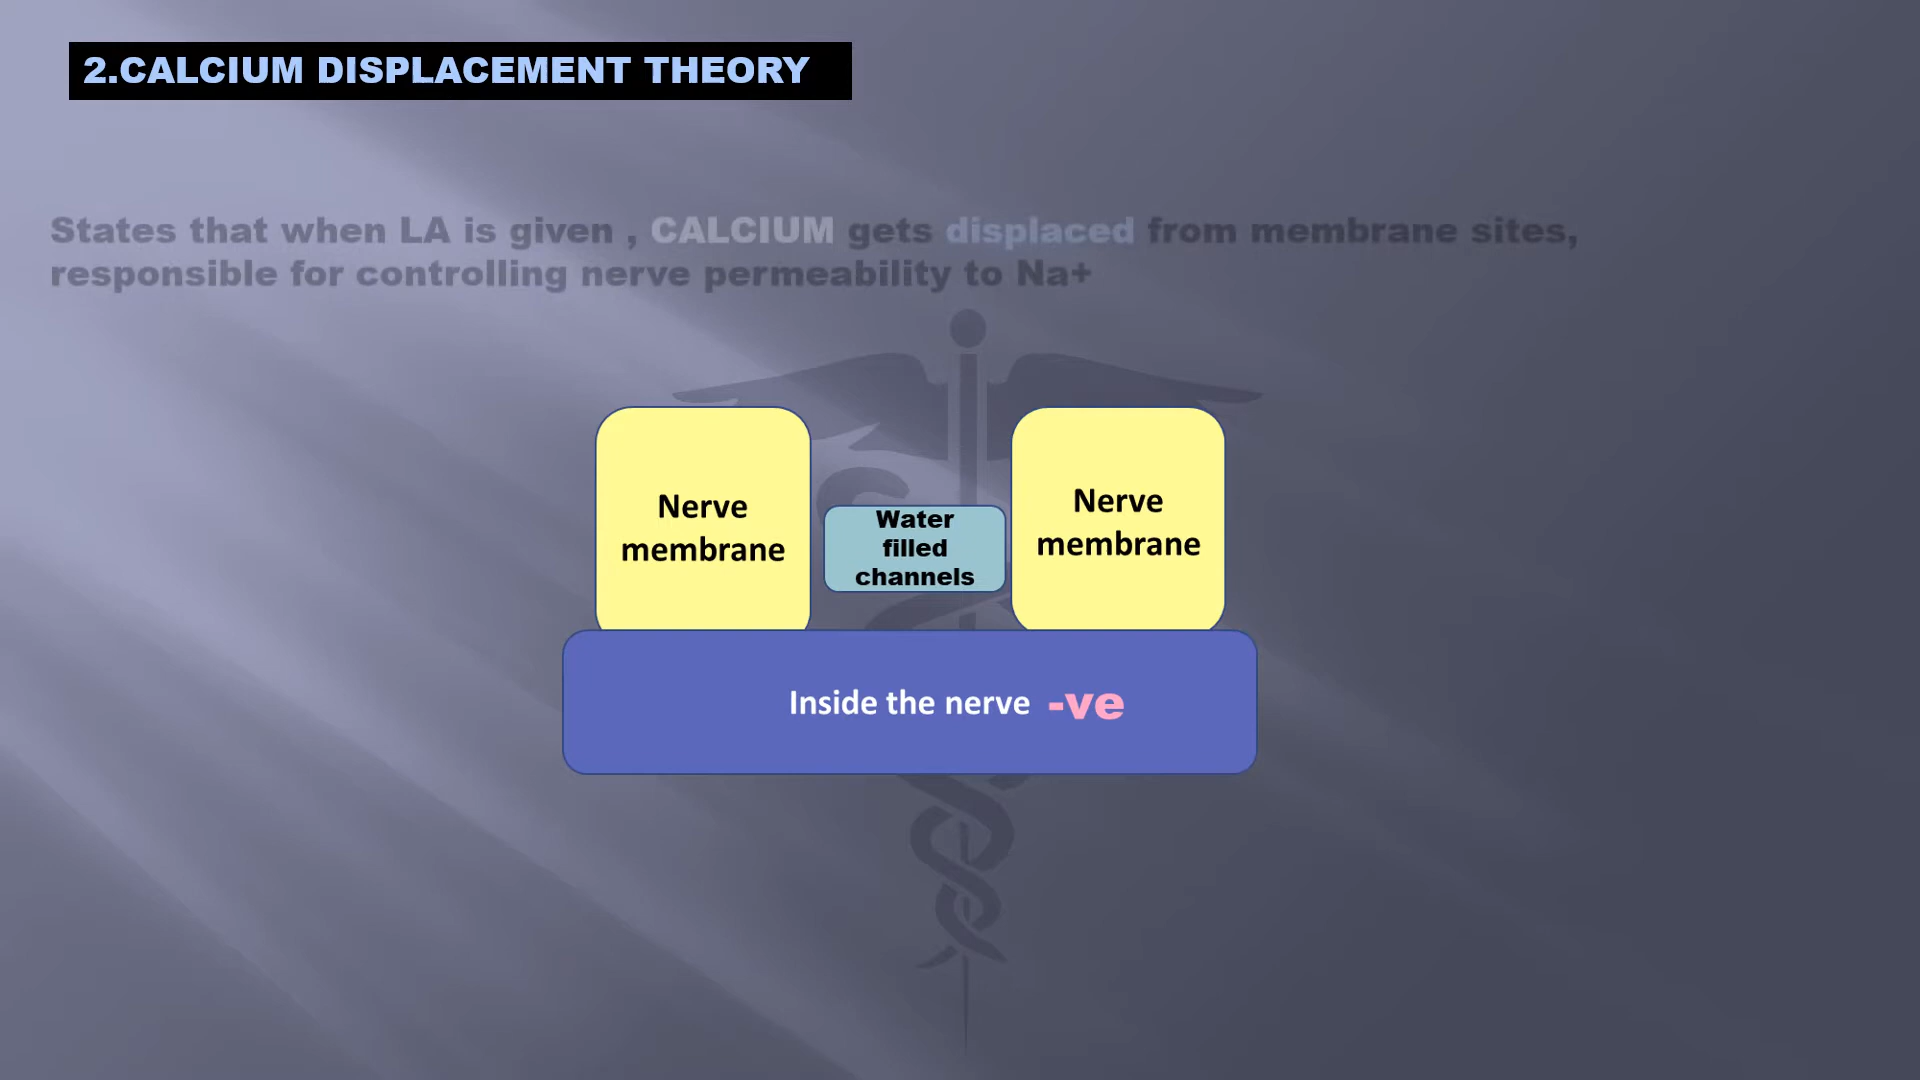 2.CALCIUM DISPLACEMENT THEORY
States that when LA is given , CALCIUM gets displaced from membrane sites,
responsible for controlling nerve permeability to Na+
Nerve
membrane
Water
filled
channels
Nerve
membrane
Inside the nerve -ve